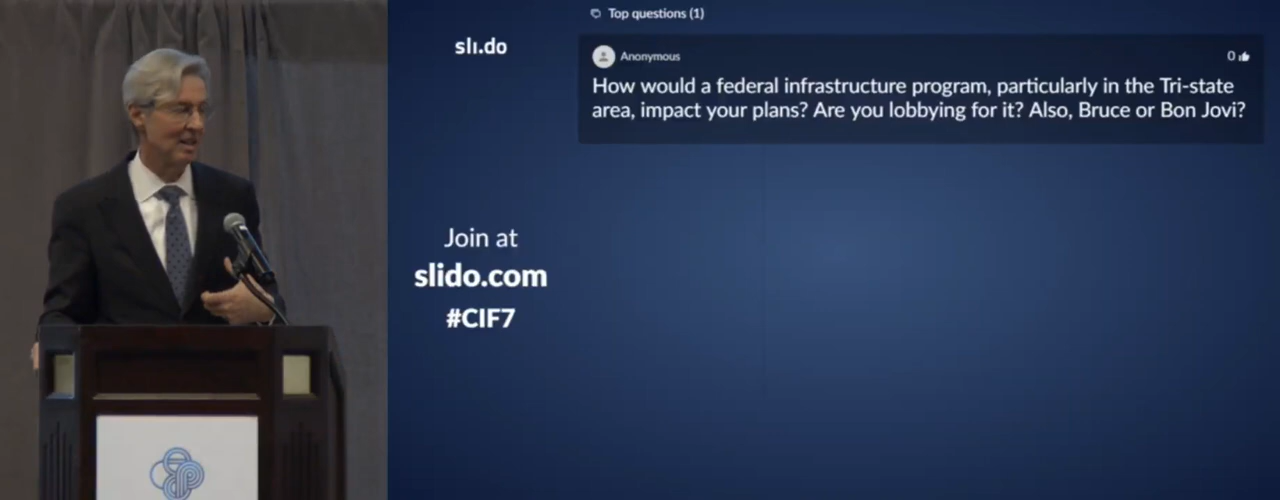 Top questions (1)
sli.do
Anonymous
0
How would a federal infrastructure program, particularly in the Tri-state
area, impact your plans? Are you lobbying for it? Also, Bruce or Bon Jovi?
Join at
slido.com
#CIF7